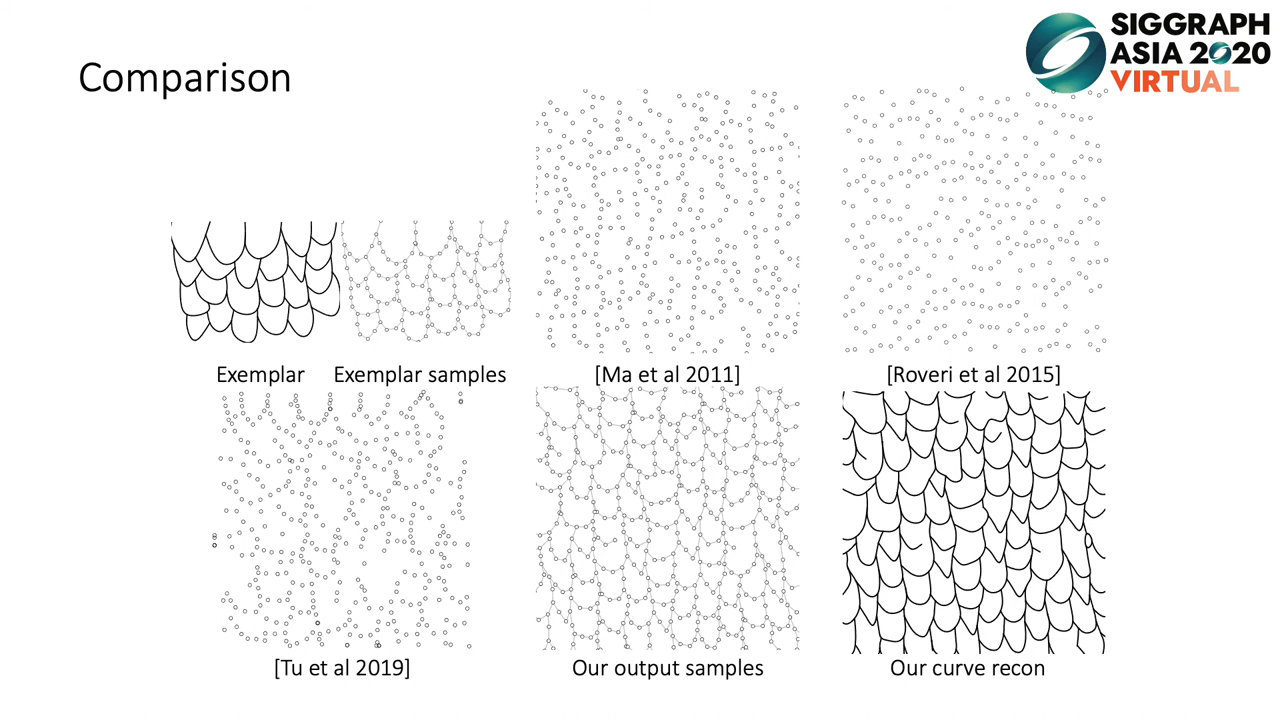 Comparison
SIGGRAPH
ASIA 2020
VIRTUAL
Exemplar
Exemplar samples
[Ma et al 2011]
[Roveri et al 2015]
[Tu et al 2019]
Our output samples
Our curve recon